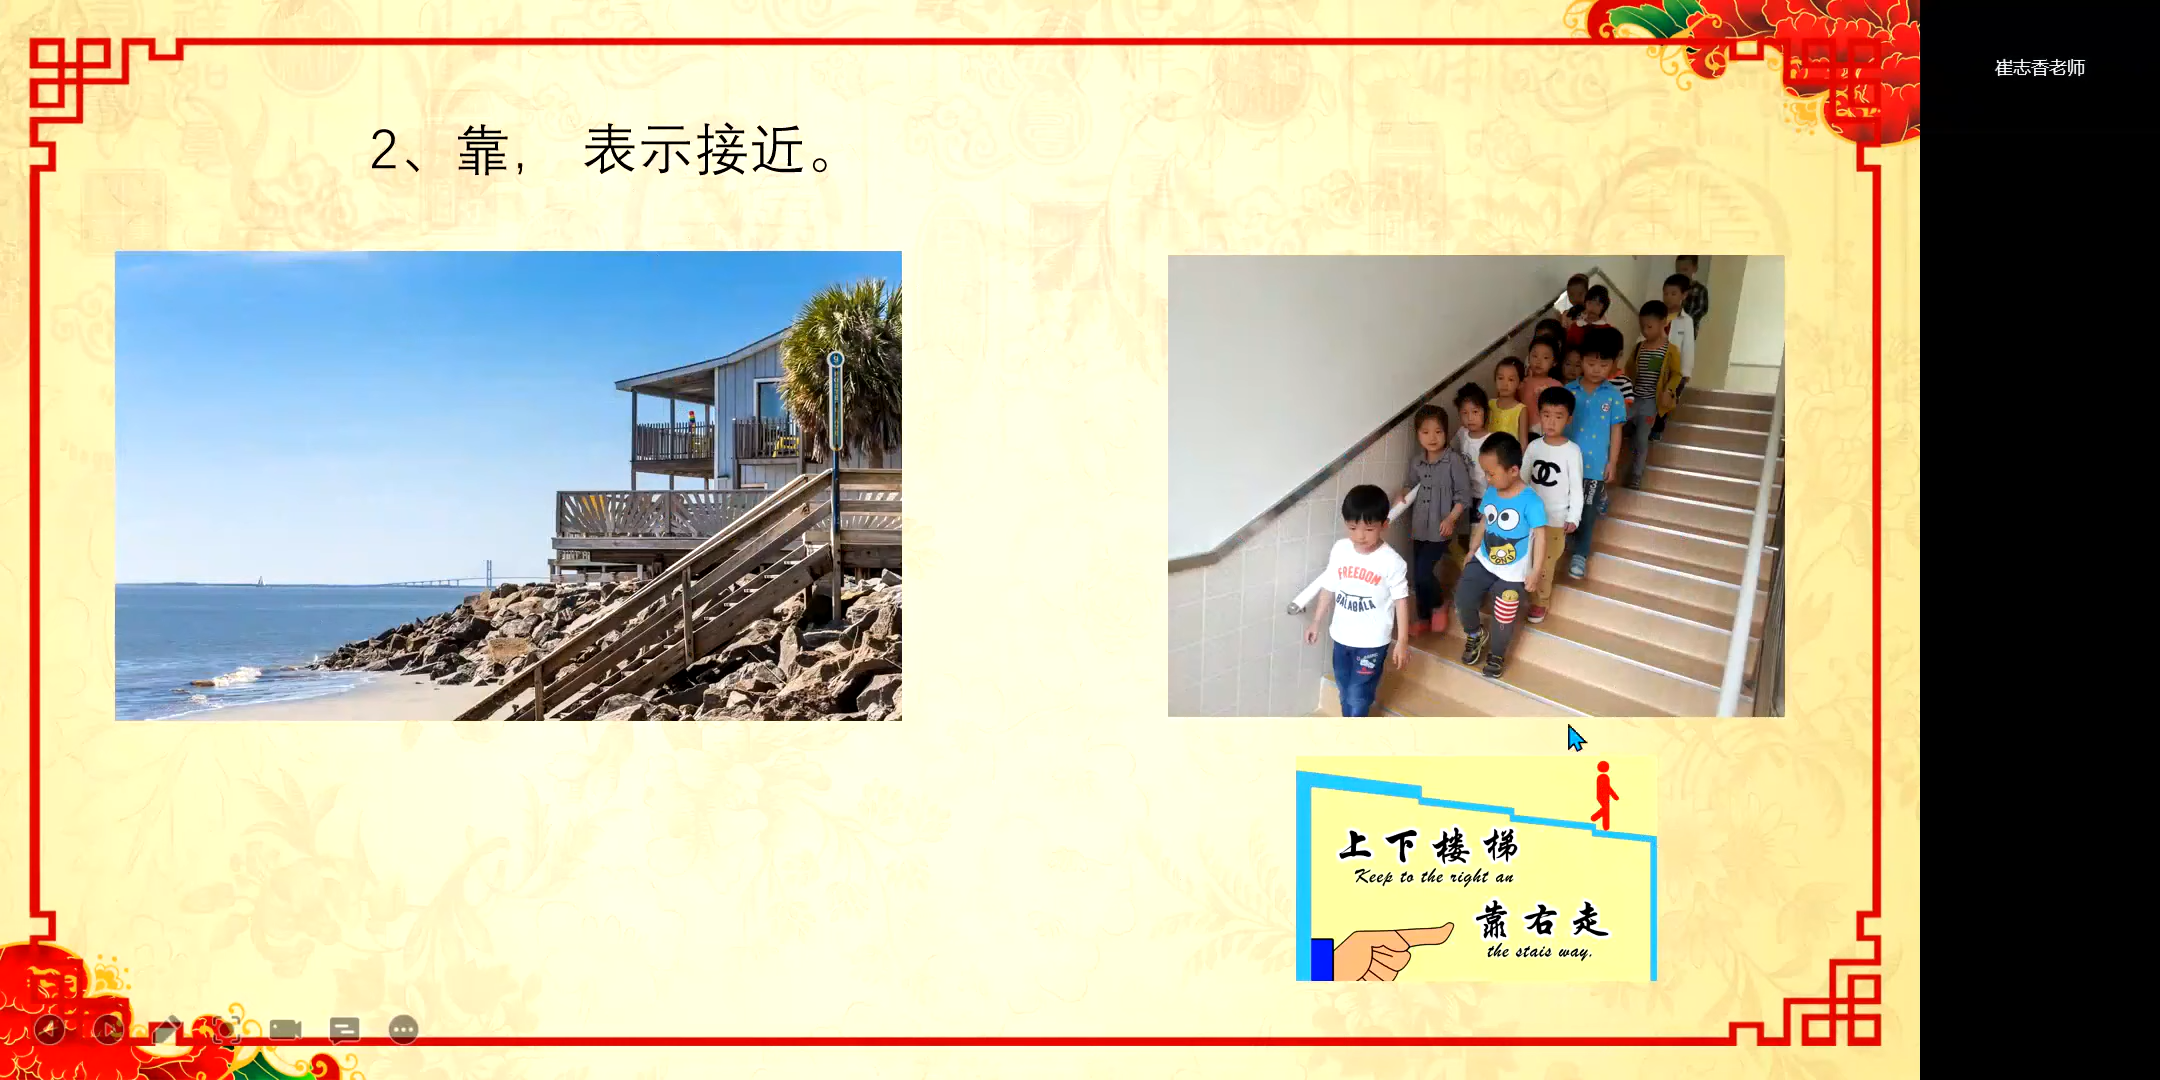 崔志香老师
2、靠， 表示接近。
FREEDOM
BALABALA
上下楼梯
Keep to the right an
靠右走
the stais way.